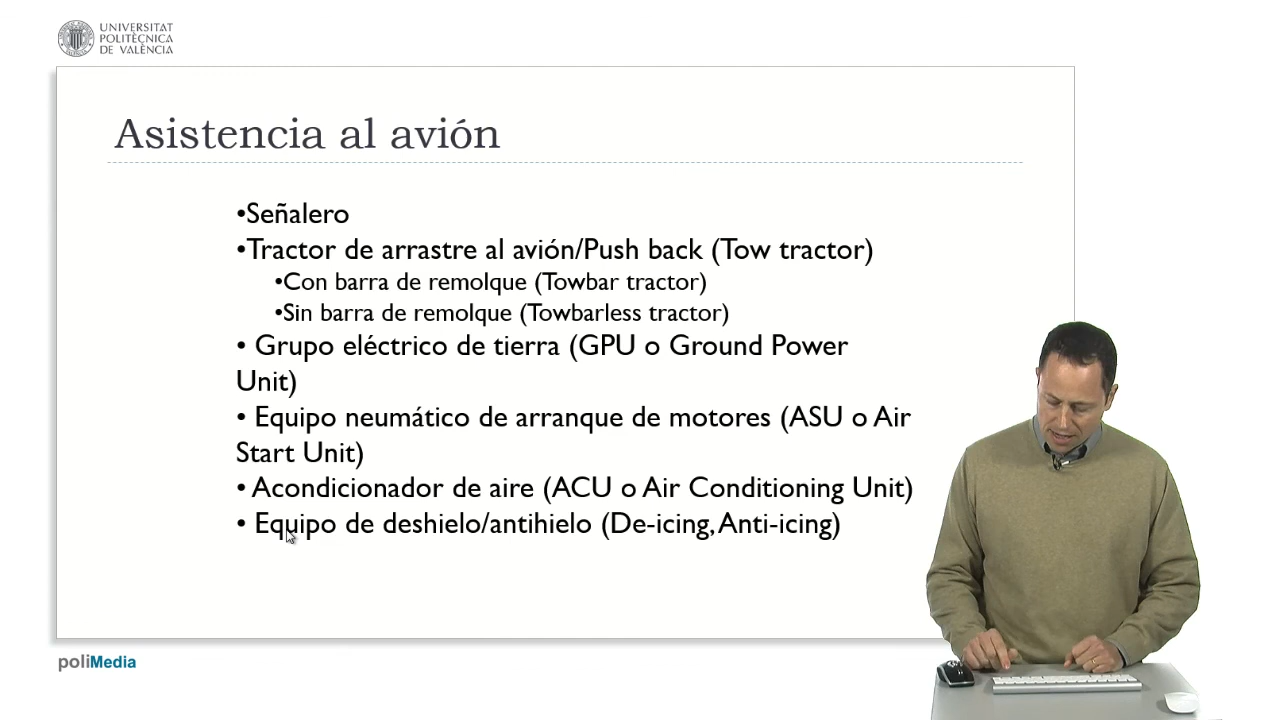 UNIVERSITAT
POLITÈCNICA
DE VALÈNCIA
Asistencia al avión
•Señalero
•Tractor de arrastre al avión/Push back (Tow tractor)
•Con barra de remolque (Towbar tractor)
•Sin barra de remolque (Towbarless tractor)
• Grupo eléctrico de tierra (GPU o Ground Power
Unit)
• Equipo neumático de arranque de motores (ASU o Air
Start Unit)
• Acondicionador de aire (ACU o Air Conditioning Unit)
• Equipo de deshielo/antihielo (De-icing, Anti-icing)
poliMedia